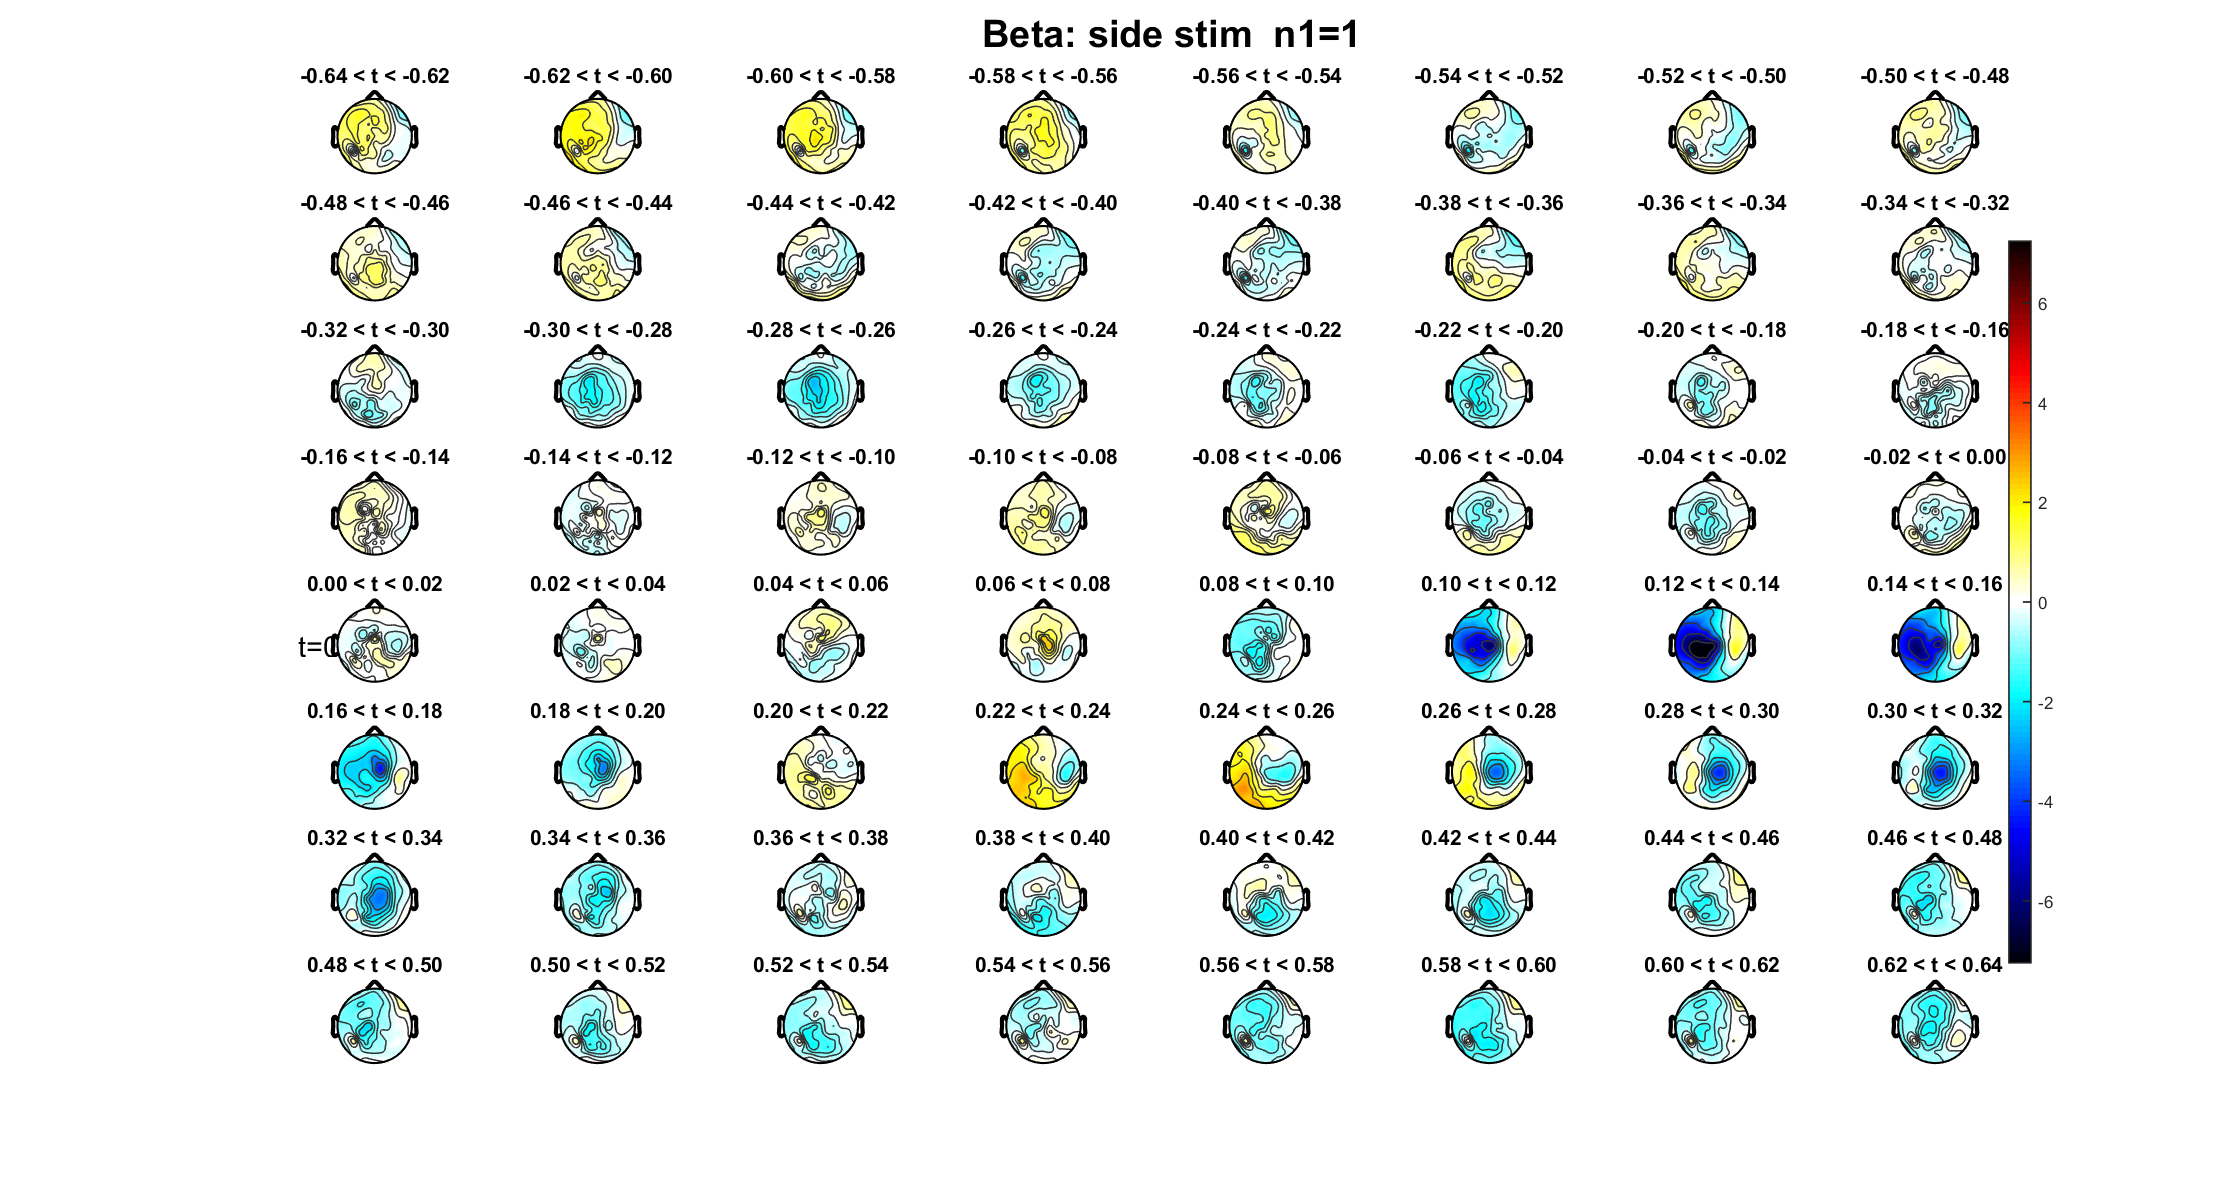 Beta: side stim  n1=1
-0.64 < t < -0.62 -0.62 < t < -0.60 -0.60 < t < -0.58 -0.58 < t < -0.56 -0.56 < t < -0.54 -0.54 < t < -0.52 -0.52 < t < -0.50 -0.50 < t < -0.48
-0.48 < t < -0.46 -0.46 < t < -0.44 -0.44 < t < -0.42 -0.42 < t < -0.40 -0.40 < t < -0.38 -0.38 < t < -0.36 -0.36 < t < -0.34 -0.34 < t < -0.32
6
-0.32 < t < -0.30 -0.30 < t < -0.28 -0.28 < t < -0.26 -0.26 < t < -0.24 -0.24 < t < -0.22 -0.22 < t < -0.20 -0.20 < t < -0.18 -0.18 < t < -0.16
4
-0.16 < t < -0.14 -0.14 < t < -0.12 -0.12 < t < -0.10 -0.10 < t < -0.08 -0.08 < t < -0.06 -0.06 < t < -0.04 -0.04 < t < -0.02 -0.02 < t < 0.00
2
0.00 < t < 0.02 0.02 < t < 0.04 0.04 < t < 0.06 0.06 < t < 0.08 0.08 < t < 0.10 0.10 < t < 0.12 0.12 < t < 0.14 0.14 < t < 0.16
0
t=0
-2
0.16 < t < 0.18 0.18 < t < 0.20 0.20 < t < 0.22 0.22 < t < 0.24 0.24 < t < 0.26 0.26 < t < 0.28 0.28 < t < 0.30 0.30 < t < 0.32
-4
0.32 < t < 0.34 0.34 < t < 0.36 0.36 < t < 0.38 0.38 < t < 0.40 0.40 < t < 0.42 0.42 < t < 0.44 0.44 < t < 0.46 0.46 < t < 0.48
-6
0.48 < t < 0.50 0.50 < t < 0.52 0.52 < t < 0.54 0.54 < t < 0.56 0.56 < t < 0.58 0.58 < t < 0.60 0.60 < t < 0.62 0.62 < t < 0.64